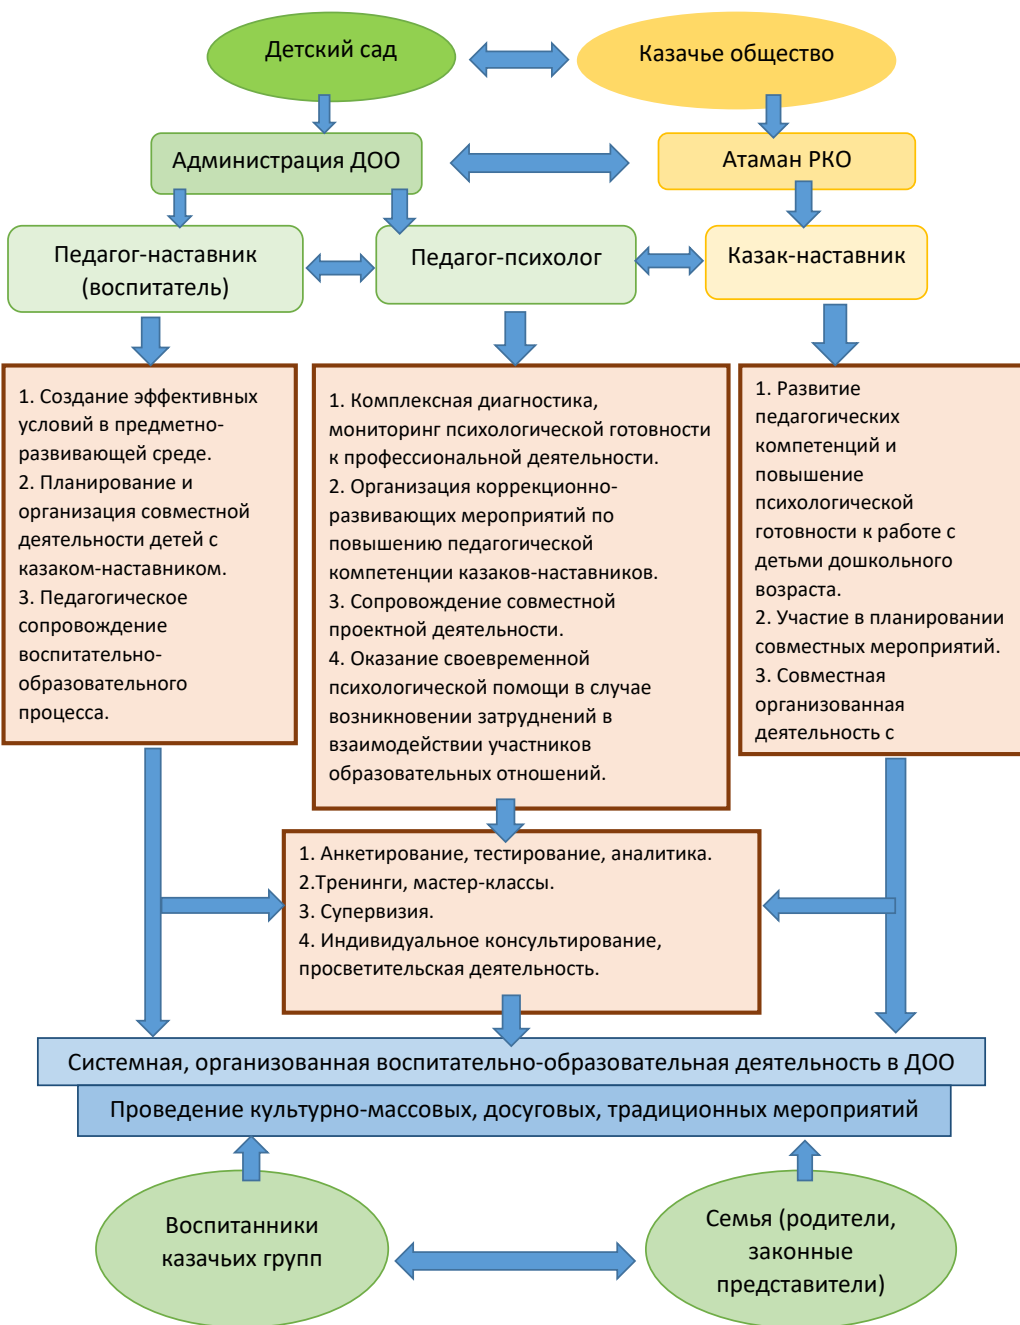 Детский сад
Казачье общество
Администрация ДОО
Атаман РКО
Педагог-наставник
(воспитатель)
Педагог-психолог
Казак-наставник
1. Создание эффективных
условий в предметно-
развивающей среде.
2. Планирование и
организация совместной
деятельности детей с
казаком-наставником.
3. Педагогическое
сопровождение
воспитательно-
образовательного
процесса.
1. Комплексная диагностика,
мониторинг психологической готовности
к профессиональной деятельности.
2. Организация коррекционно-
развивающих мероприятий по
повышению педагогической
компетенции казаков-наставников.
3. Сопровождение совместной
проектной деятельности.
4. Оказание своевременной
психологической помощи в случае
возникновении затруднений в
взаимодействии участников
образовательных отношений.
1. Развитие
педагогических
компетенций и
повышение
психологической
готовности к работе с
детьми дошкольного
возраста.
2. Участие в планировании
совместных мероприятий.
3. Совместная
организованная
деятельность с
1. Анкетирование, тестирование, аналитика.
2.Тренинги, мастер-классы.
3. Супервизия.
4. Индивидуальное консультирование,
просветительская деятельность.
Системная, организованная воспитательно-образовательная деятельность в ДОО
Проведение культурно-массовых, досуговых, традиционных мероприятий
Воспитанники
казачьих групп
Семья (родители,
законные
представители)